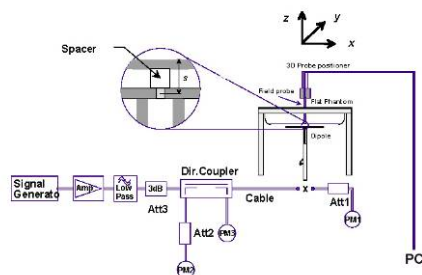 z
y
x
Spacer
s
3D Probe positioner
Field probe
Flat Phantom
Dipole
Signal
Generato
Amp
Low
Pass
3dB
Att3
Dir.Coupler
Cable
x
Att1
PM1
Att2
PM3
PM2
PC